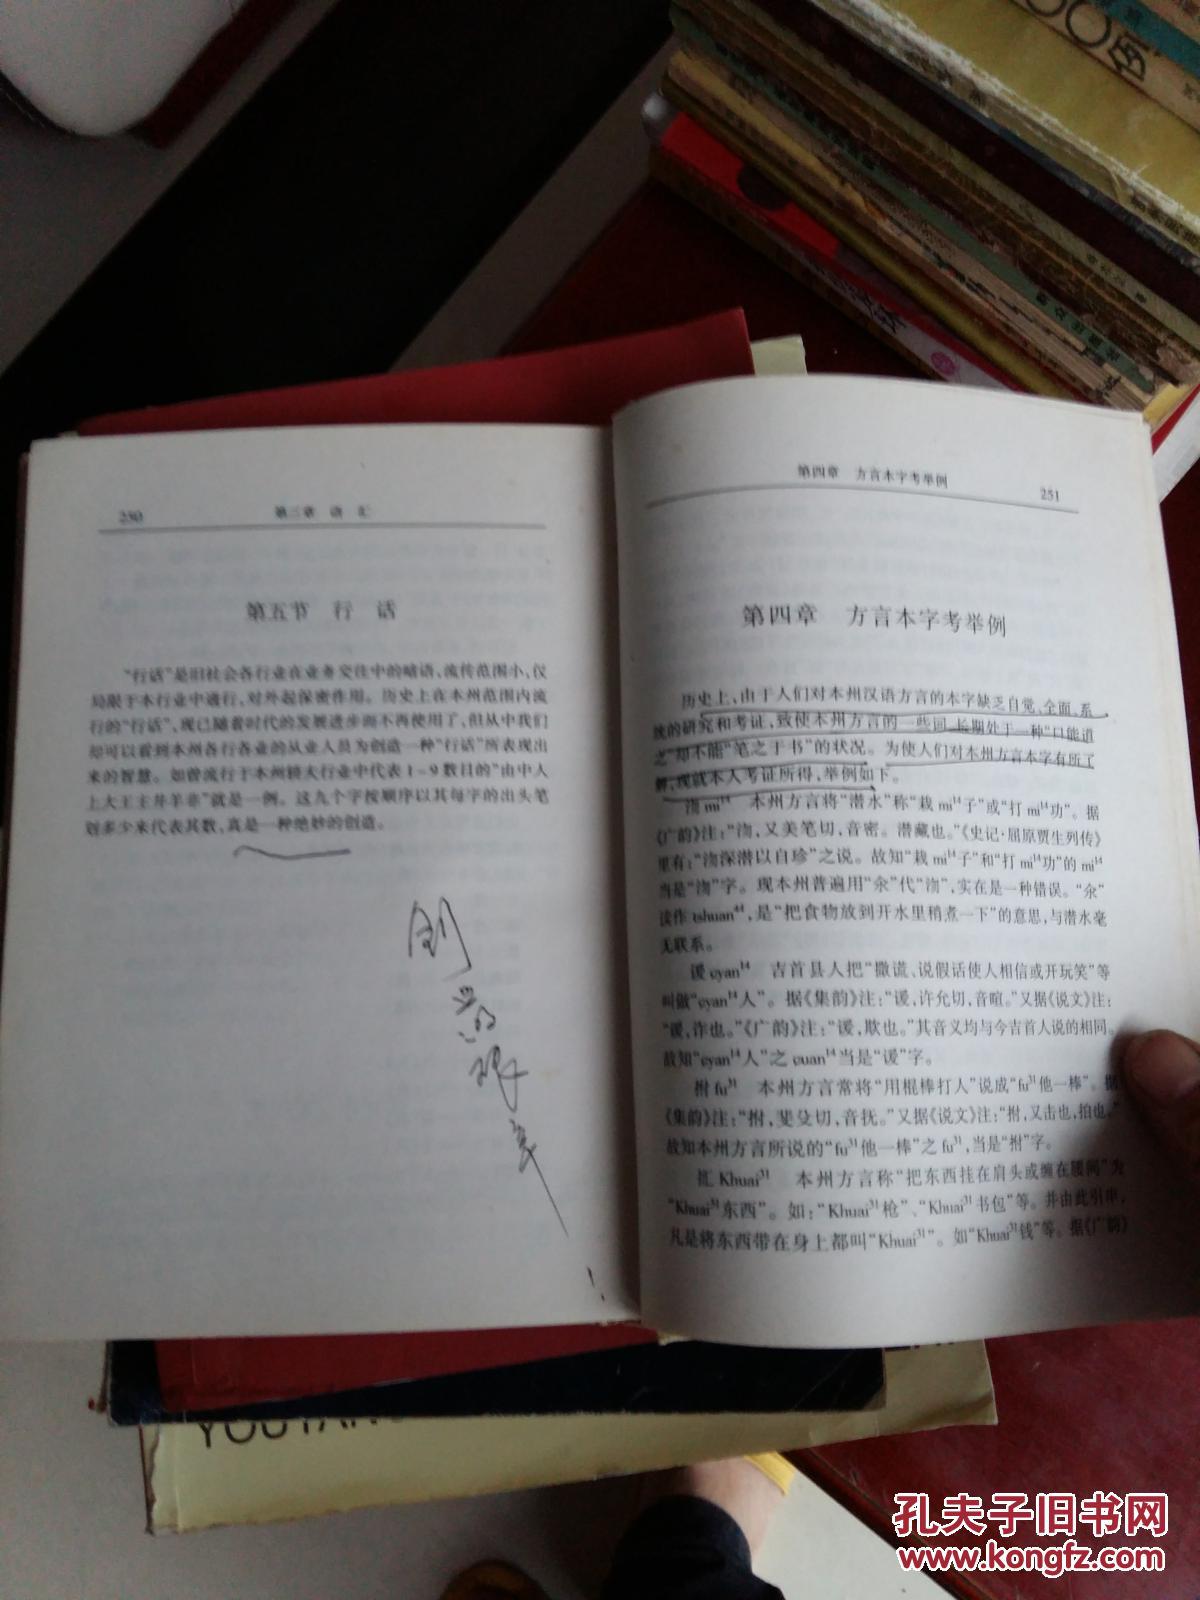 250 第三章 语汇
第五节 行 话
“行话”是旧社会各行业在业务交往中的暗语,流传范围小,仅
局限于本行业中通行,对外起保密作用。历史上在本州范围内流
行的“行话”,现已随着时代的发展进步而不再使用了,但从中我们
却可以看到本州各行各业的从业人员为创造一种“行话”所表现出
来的智慧。如曾流行于本州轿夫行业中代表1-9数目的“由中人
上大王主井羊非”就是一例。这九个字按顺序以其每字的出头笔
划多少来代表其数,真是一种绝妙的创造。
第四章 方言本字考举例 251
第四章 方言本字考举例
历史上,由于人们对本州汉语方言的本字缺乏自觉、全面、系
统的研究和考证,致使本州方言的一些词,长期处于一种“口能道
之”却不能“笔之于书”的状况。为使人们对本州方言本字有所了
解,现就本人考证所得,举例如下。
沕mi¹⁴ 本州方言将“潜水”称“栽mi¹⁴子”或“打mi¹⁴功”。据
《广韵》注:“沕,又美笔切,音密。潜藏也。”《史记·屈原贾生列传》
里有:“沕深潜以自珍”之说。故知“栽mi¹⁴子”和“打mi¹⁴功”的mi¹⁴
当是“沕”字。现本州普遍用“氽”代“沕”,实在是一种错误。“氽”
读作tshuan⁴⁴,是“把食物放到开水里稍煮一下”的意思,与潜水毫
无联系。
谖cyan¹⁴ 吉首县人把“撒谎、说假话使人相信或开玩笑”等
叫做“cyan¹⁴人”。据《集韵》注:“谖,许允切,音暄。”又据《说文》注:
“谖,诈也。”《广韵》注:“谖,欺也。”其音义均与今吉首人说的相同。
故知“cyan¹⁴人”之cuan¹⁴当是“谖”字。
拊fu³¹ 本州方言常将“用棍棒打人”说成“fu³¹他一棒”。据
《集韵》注:“拊,斐殳切,音抚。”又据《说文》注:“拊,又击也,拍也。”
故知本州方言所说的“fu³¹他一棒”之fu³¹,当是“拊”字。
Khuai³¹ 本州方言称“把东西挂在肩头或缠在腰间”为
“Khuai³¹东西”。如:“Khuai³¹枪”、“Khuai³¹书包”等。并由此引申,
凡是将东西带在身上都叫“Khuai³¹”。如“Khuai³¹钱”等。据《广韵》
孔夫子旧书网
www.kongfz.com